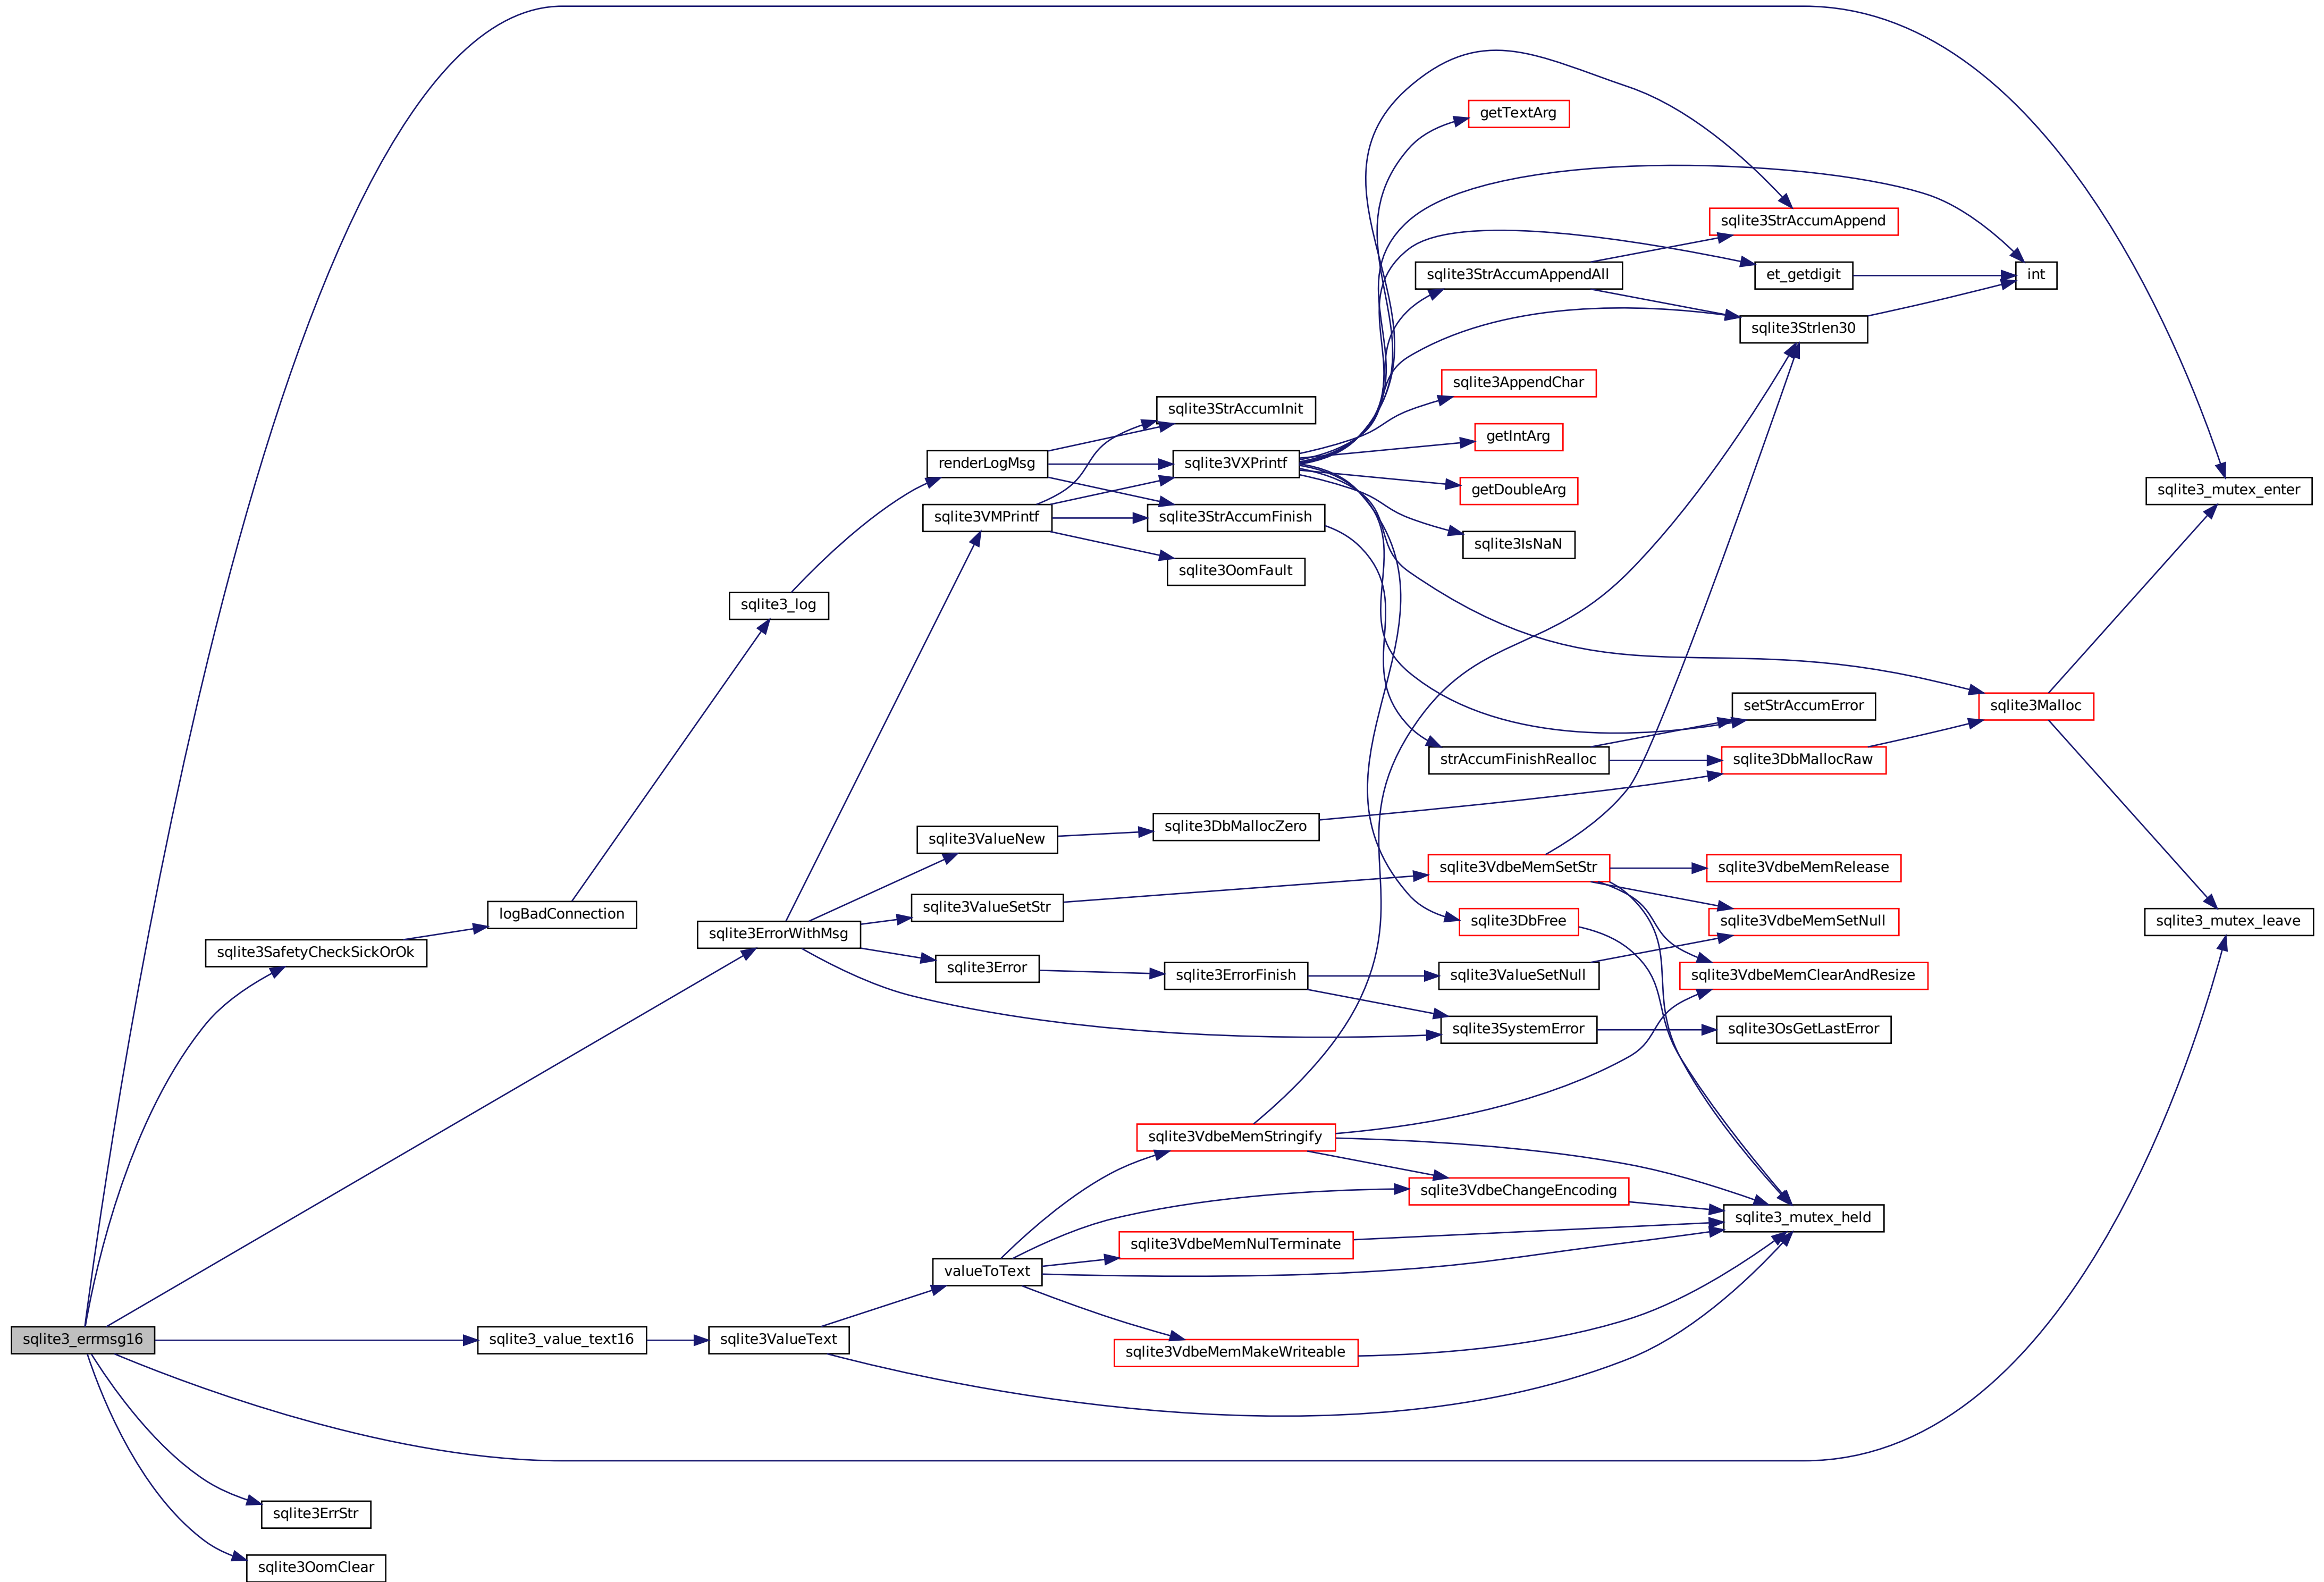 getTextArg
sqlite3StrAccumAppend
sqlite3StrAccumAppendAll
et_getdigit
int
sqlite3Strlen30
sqlite3AppendChar
sqlite3StrAccumInit
getIntArg
renderLogMsg
sqlite3VXPrintf
getDoubleArg
sqlite3_mutex_enter
sqlite3VMPrintf
sqlite3StrAccumFinish
sqlite3IsNaN
sqlite3OomFault
sqlite3_log
sqlite3Malloc
setStrAccumError
strAccumFinishRealloc
sqlite3DbMallocRaw
sqlite3ValueNew
sqlite3DbMallocZero
sqlite3VdbeMemSetStr
sqlite3VdbeMemRelease
sqlite3ValueSetStr
logBadConnection
sqlite3DbFree
sqlite3VdbeMemSetNull
sqlite3_mutex_leave
sqlite3ErrorWithMsg
sqlite3SafetyCheckSickOrOk
sqlite3Error
sqlite3ErrorFinish
sqlite3ValueSetNull
sqlite3VdbeMemClearAndResize
sqlite3SystemError
sqlite3OsGetLastError
sqlite3VdbeMemStringify
sqlite3VdbeChangeEncoding
sqlite3_mutex_held
sqlite3VdbeMemNulTerminate
valueToText
sqlite3_errmsg16
sqlite3_value_text16
sqlite3ValueText
sqlite3VdbeMemMakeWriteable
sqlite3ErrStr
sqlite3OomClear